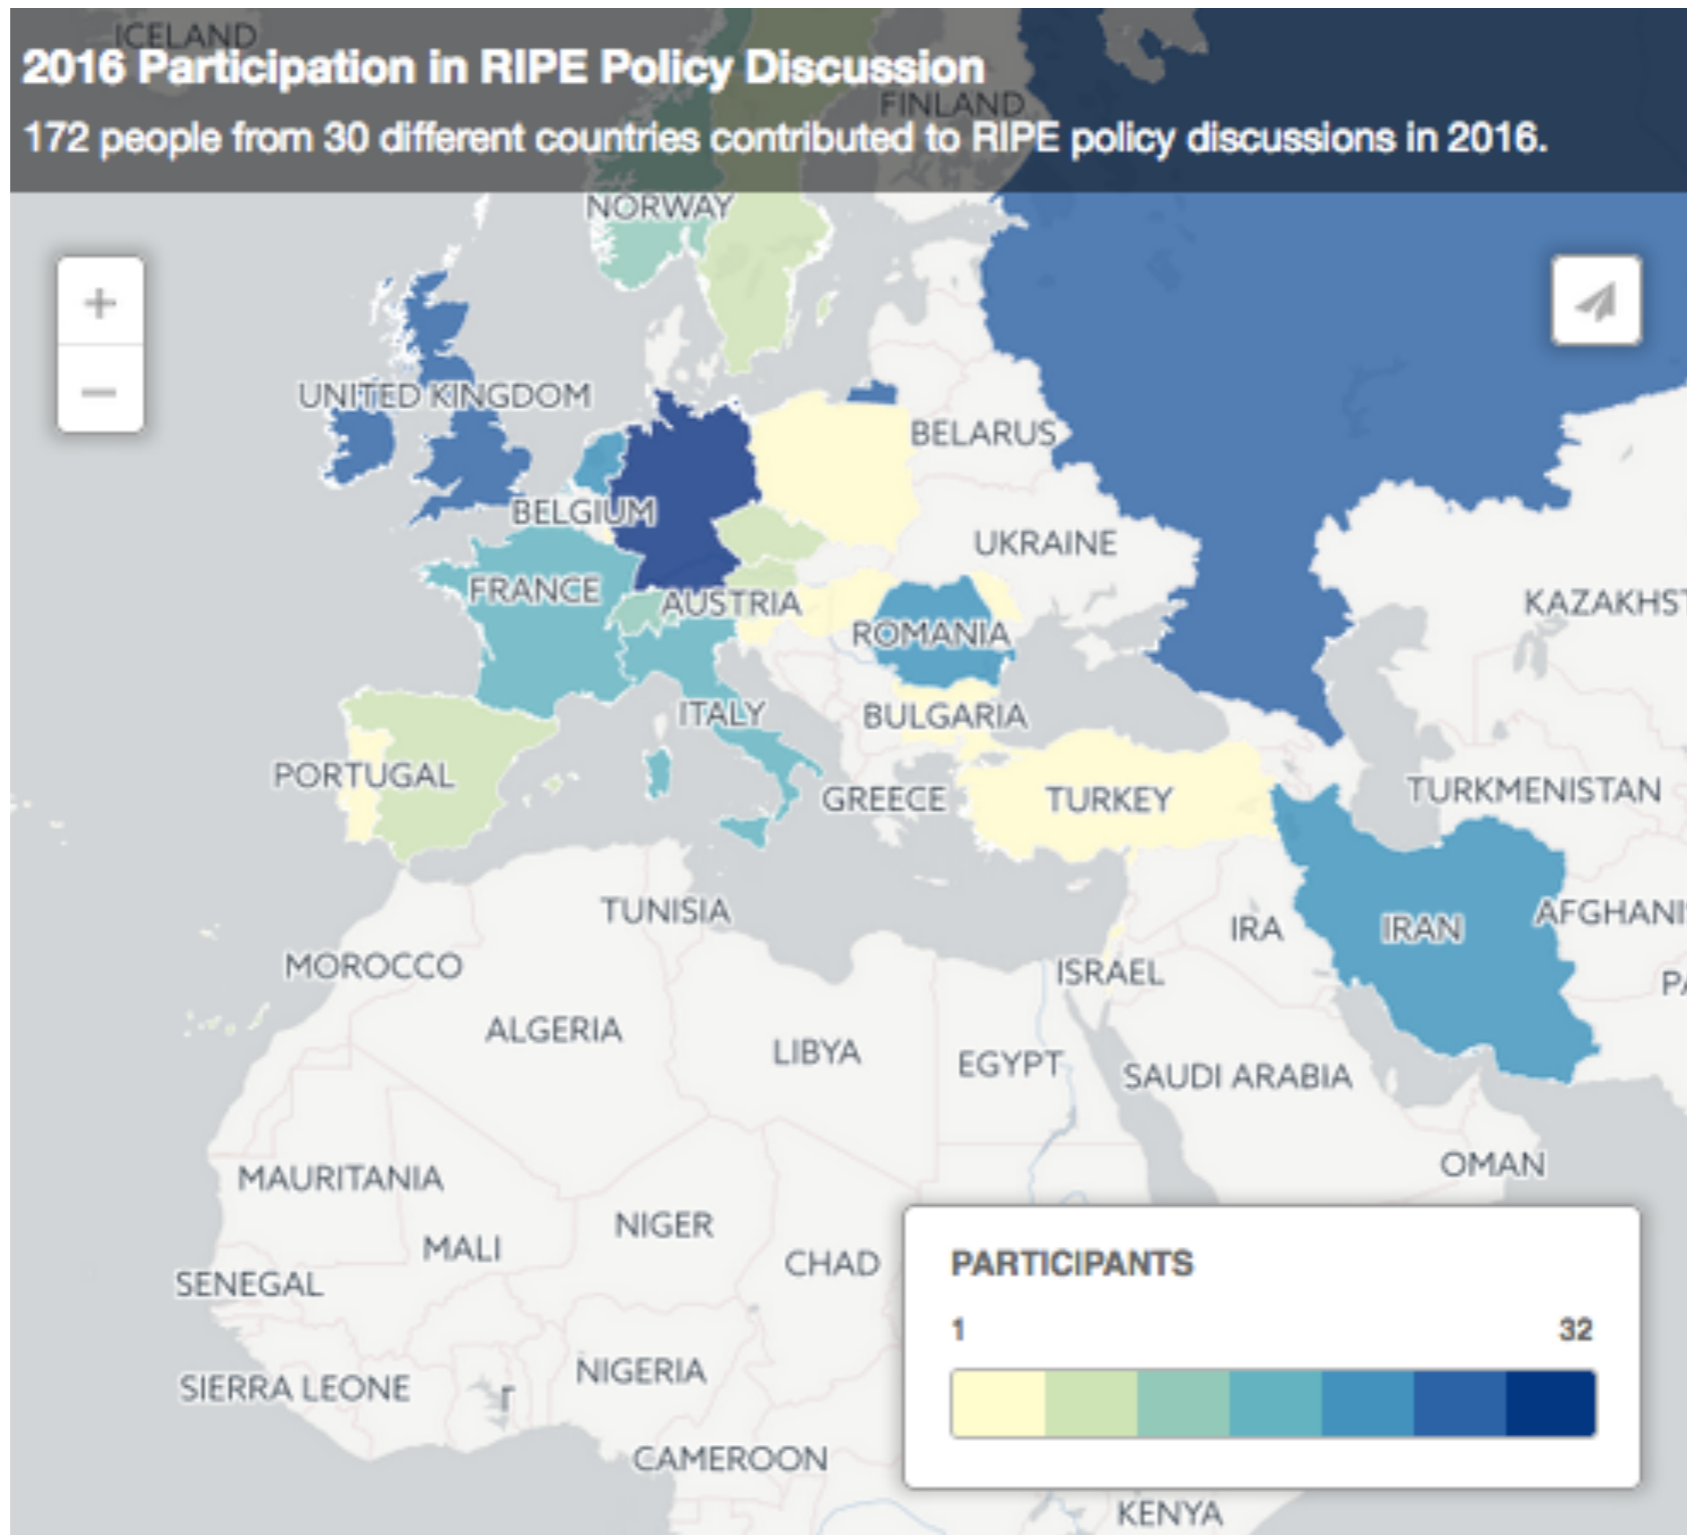 ICELAND
2016 Participation in RIPE Policy Discussion
FINLAND
172 people from 30 different countries contributed to RIPE policy discussions in 2016.
NORWAY
+
−
UNITED KINGDOM
BELARUS
BELGIUM
UKRAINE
FRANCE
AUSTRIA
KAZAKHST
ROMANIA
ITALY
BULGARIA
PORTUGAL
GREECE
TURKEY
TURKMENISTAN
TUNISIA
IRA
IRAN
AFGHANI
MOROCCO
ISRAEL
PA
ALGERIA
LIBYA
EGYPT
SAUDI ARABIA
MAURITANIA
OMAN
NIGER
MALI
CHAD
SENEGAL
PARTICIPANTS
1 32
NIGERIA
SIERRA LEONE
CAMEROON
KENYA